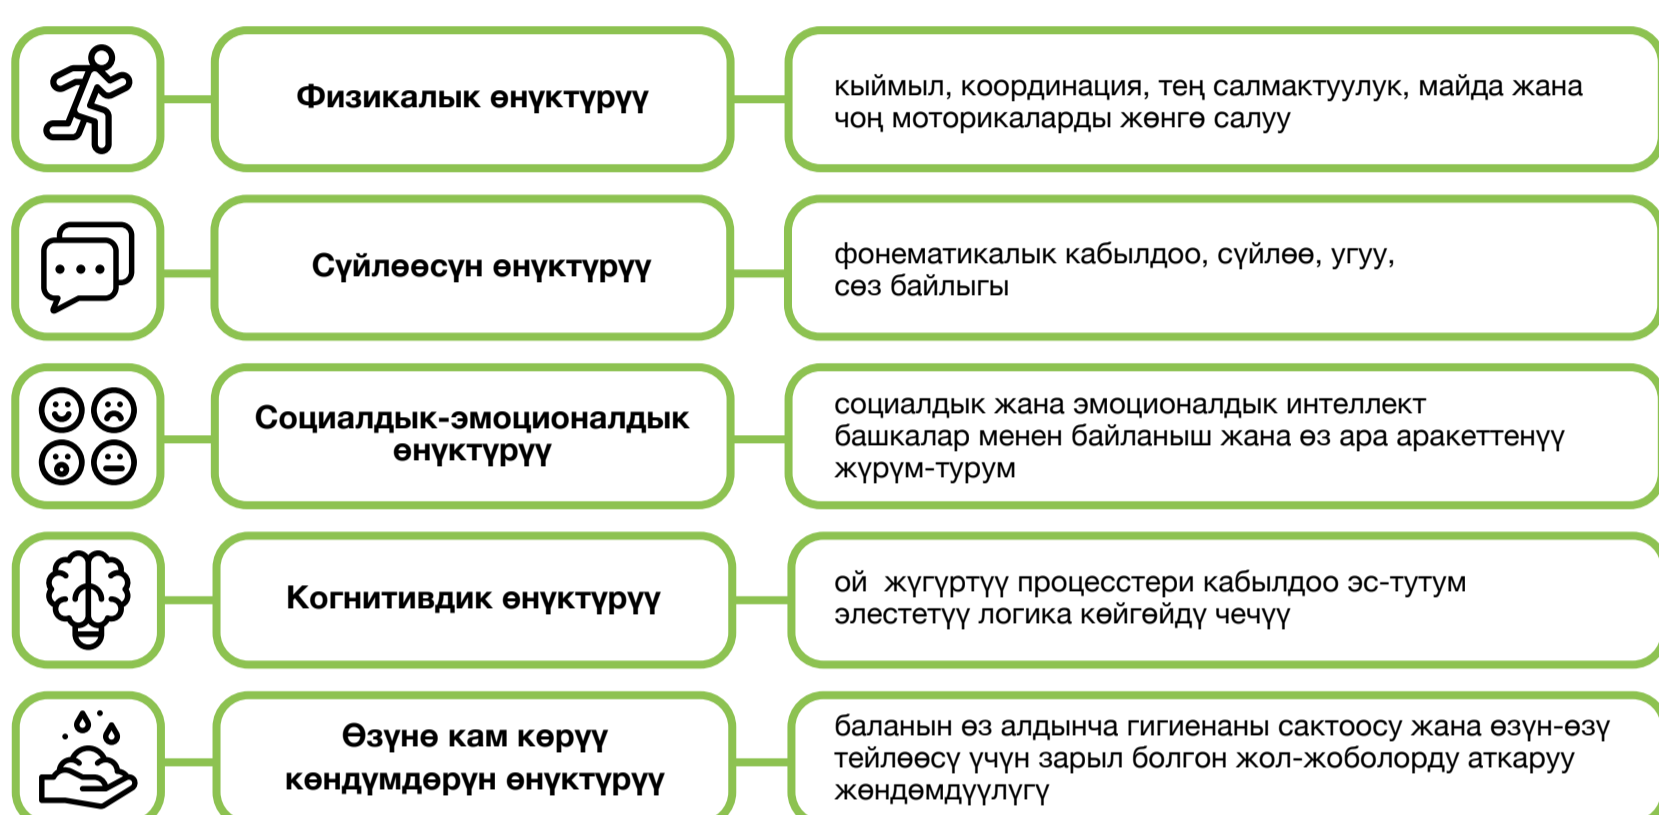 Физикалык өнүктүрүү
кыймыл, координация, тең салмактуулук, майда жана
чоң моторикаларды жөнгө салуу
Сүйлөөсүн өнүктүрүү
фонематикалык кабылдоо, сүйлөө, угуу,
сөз байлыгы
Социалдык-эмоционалдык
өнүктүрүү
социалдык жана эмоционалдык интеллект
башкалар менен байланыш жана өз ара аракеттенүү
жүрүм-турум
Когнитивдик өнүктүрүү
ой  жүгүртүү процесстери кабылдоо эс-тутум
элестетүү логика көйгөйдү чечүү
Өзүнө кам көрүү
көндүмдөрүн өнүктүрүү
баланын өз алдынча гигиенаны сактоосу жана өзүн-өзү
тейлөөсү үчүн зарыл болгон жол-жоболорду аткаруу
жөндөмдүүлүгү